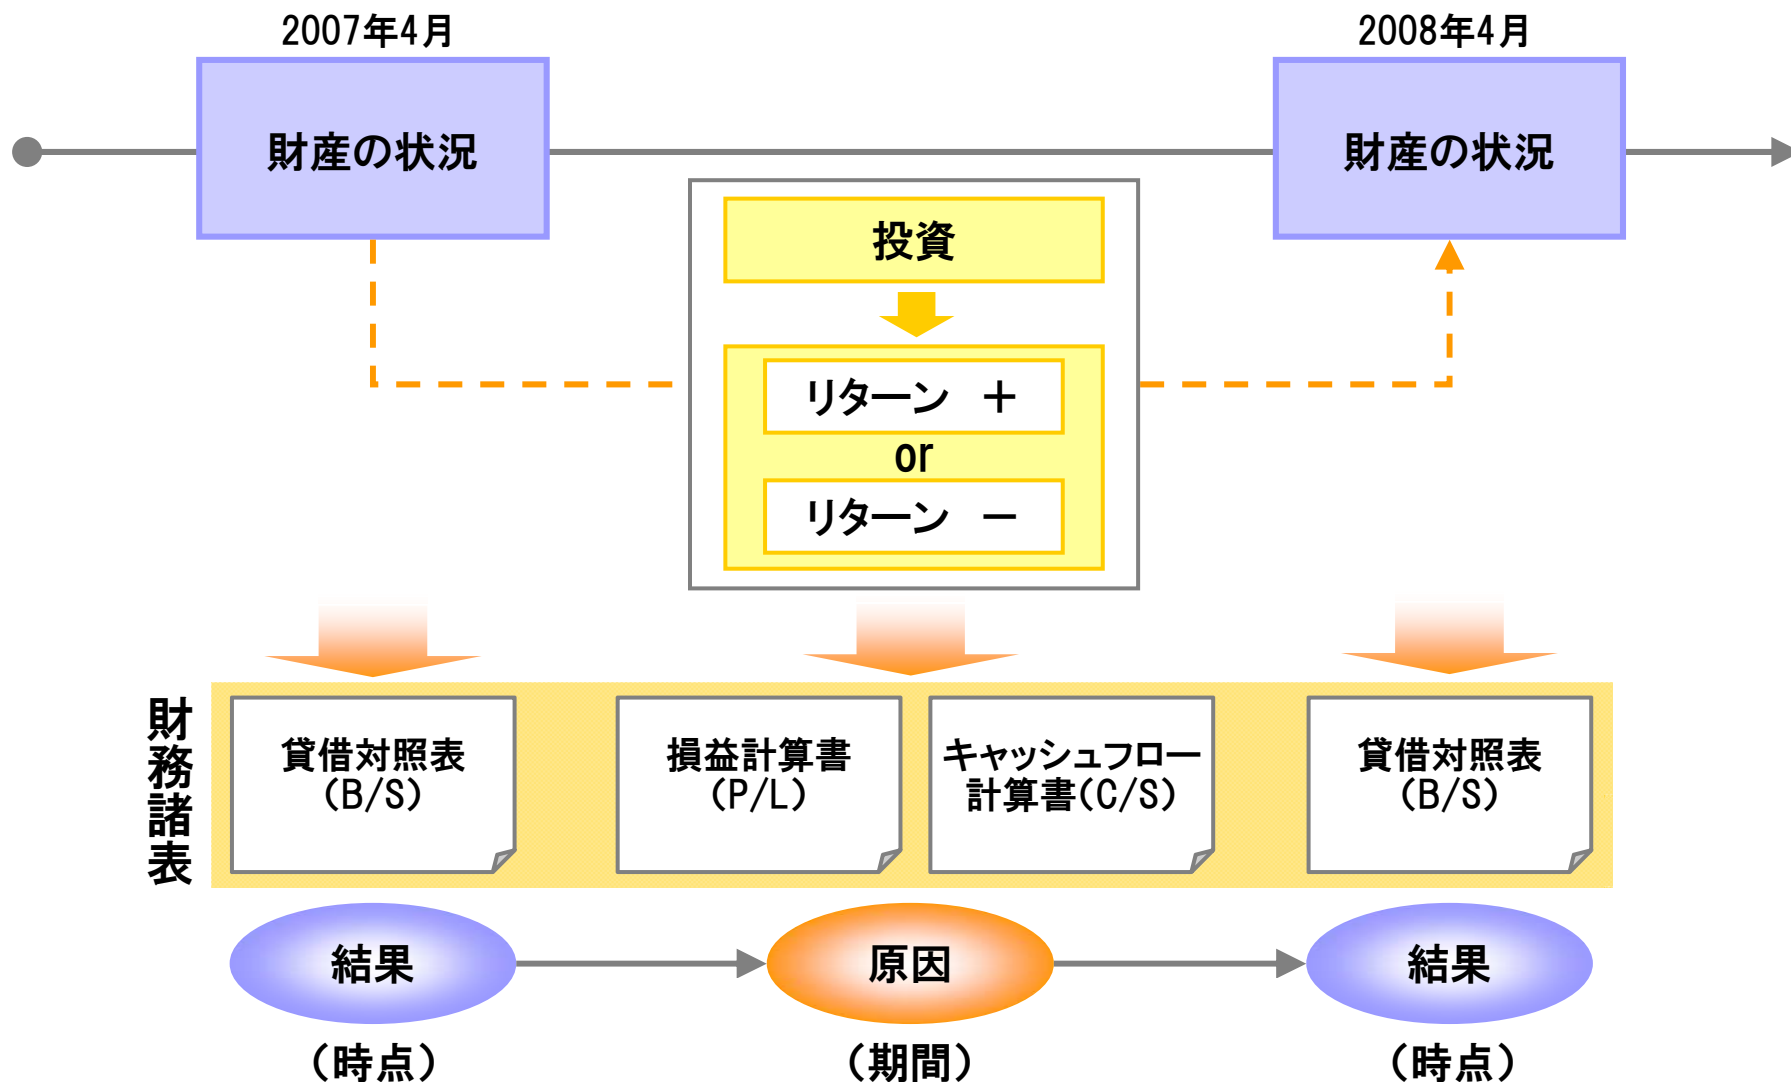 2007年4月
2008年4月
財産の状況
財産の状況
投資
リターン ＋
or
リターン －
財務諸表
貸借対照表
(B/S)
損益計算書
(P/L)
キャッシュフロー
計算書(C/S)
貸借対照表
(B/S)
結果
原因
結果
(時点)
(期間)
(時点)